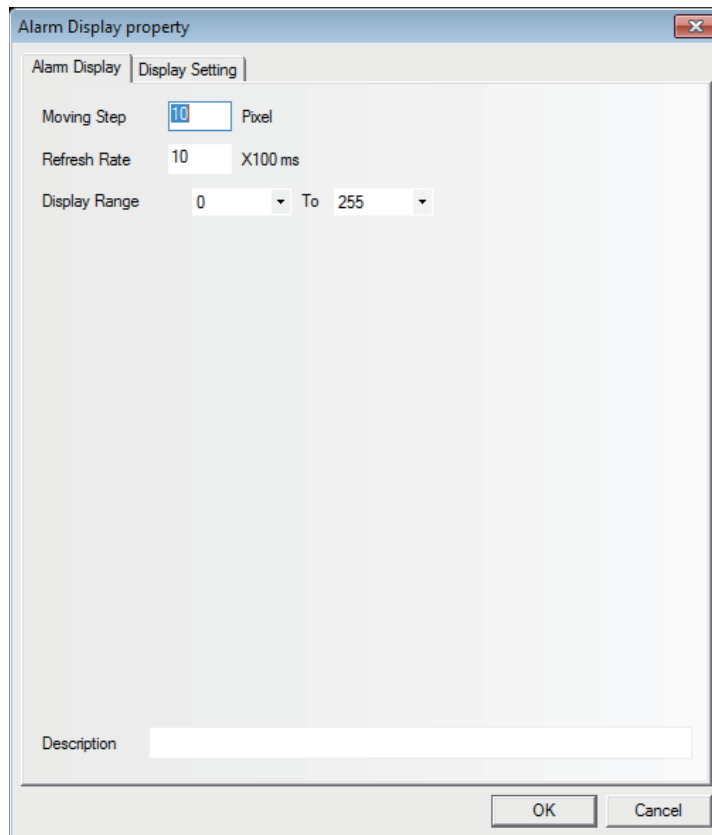 Alarm Display property
Alarm Display Display Setting
Moving Step 10 Pixel
Refresh Rate 10 X100 ms
Display Range 0 To 255
Description
OK Cancel